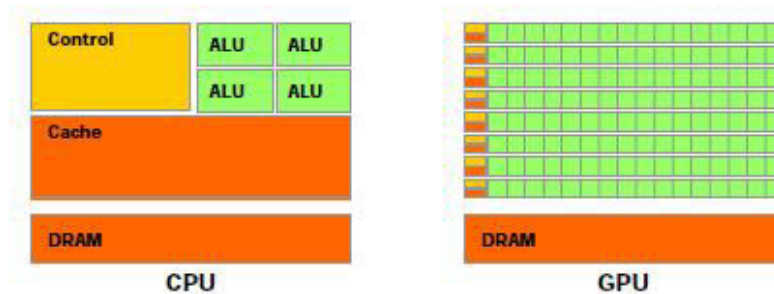 Control
ALU ALU
ALU ALU
Cache
DRAM
CPU
DRAM
GPU